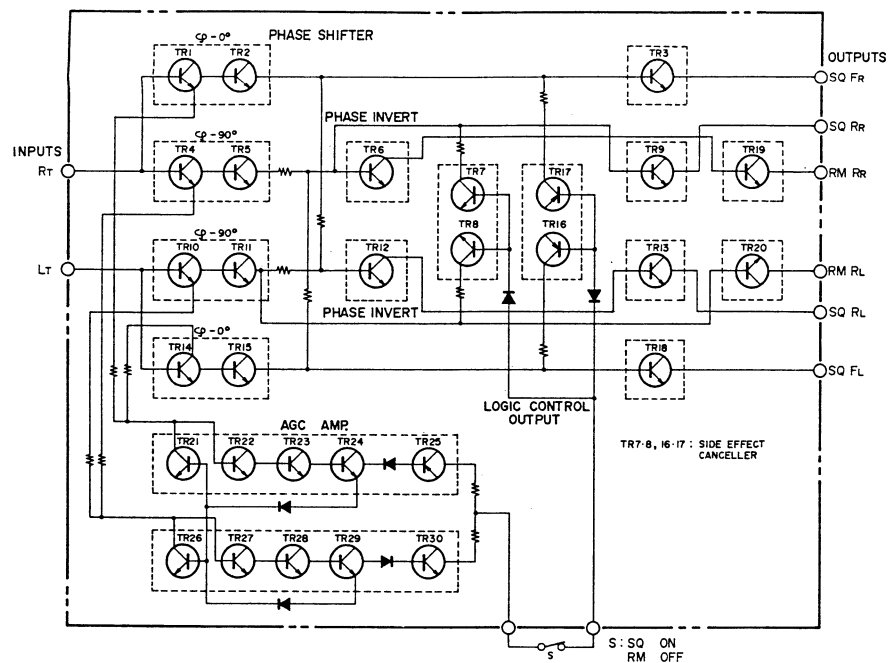 φ-0°
PHASE SHIFTER
TR1
TR2
TR3
OUTPUTS
SQ FR
PHASE INVERT
SQ RR
φ-90°
INPUTS
RT
TR4
TR5
TR6
TR7
TR17
TR9
TR19
RM RR
TR8
TR16
φ-90°
LT
TR10
TR11
TR12
TR13
TR20
RM RL
PHASE INVERT
SQ RL
φ-0°
TR14
TR15
TR18
SQ FL
LOGIC CONTROL
OUTPUT
AGC AMP.
TR21
TR22
TR23
TR24
TR25
TR7·8, 16·17 : SIDE EFFECT
CANCELLER
TR26
TR27
TR28
TR29
TR30
S
S : SQ ON
RM OFF